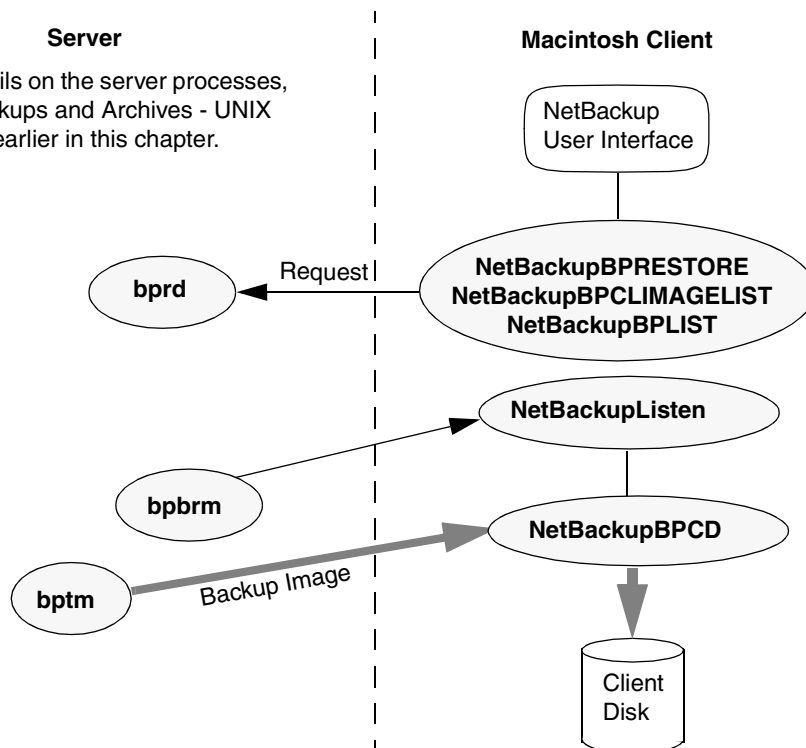 Server
Macintosh Client
ils on the server processes,
kups and Archives - UNIX
earlier in this chapter.
NetBackup
User Interface
bprd
Request
NetBackupBPRESTORE
NetBackupBPCLIMAGELIST
NetBackupBPLIST
NetBackupListen
bpbrm
NetBackupBPCD
bptm
Backup Image
Client
Disk